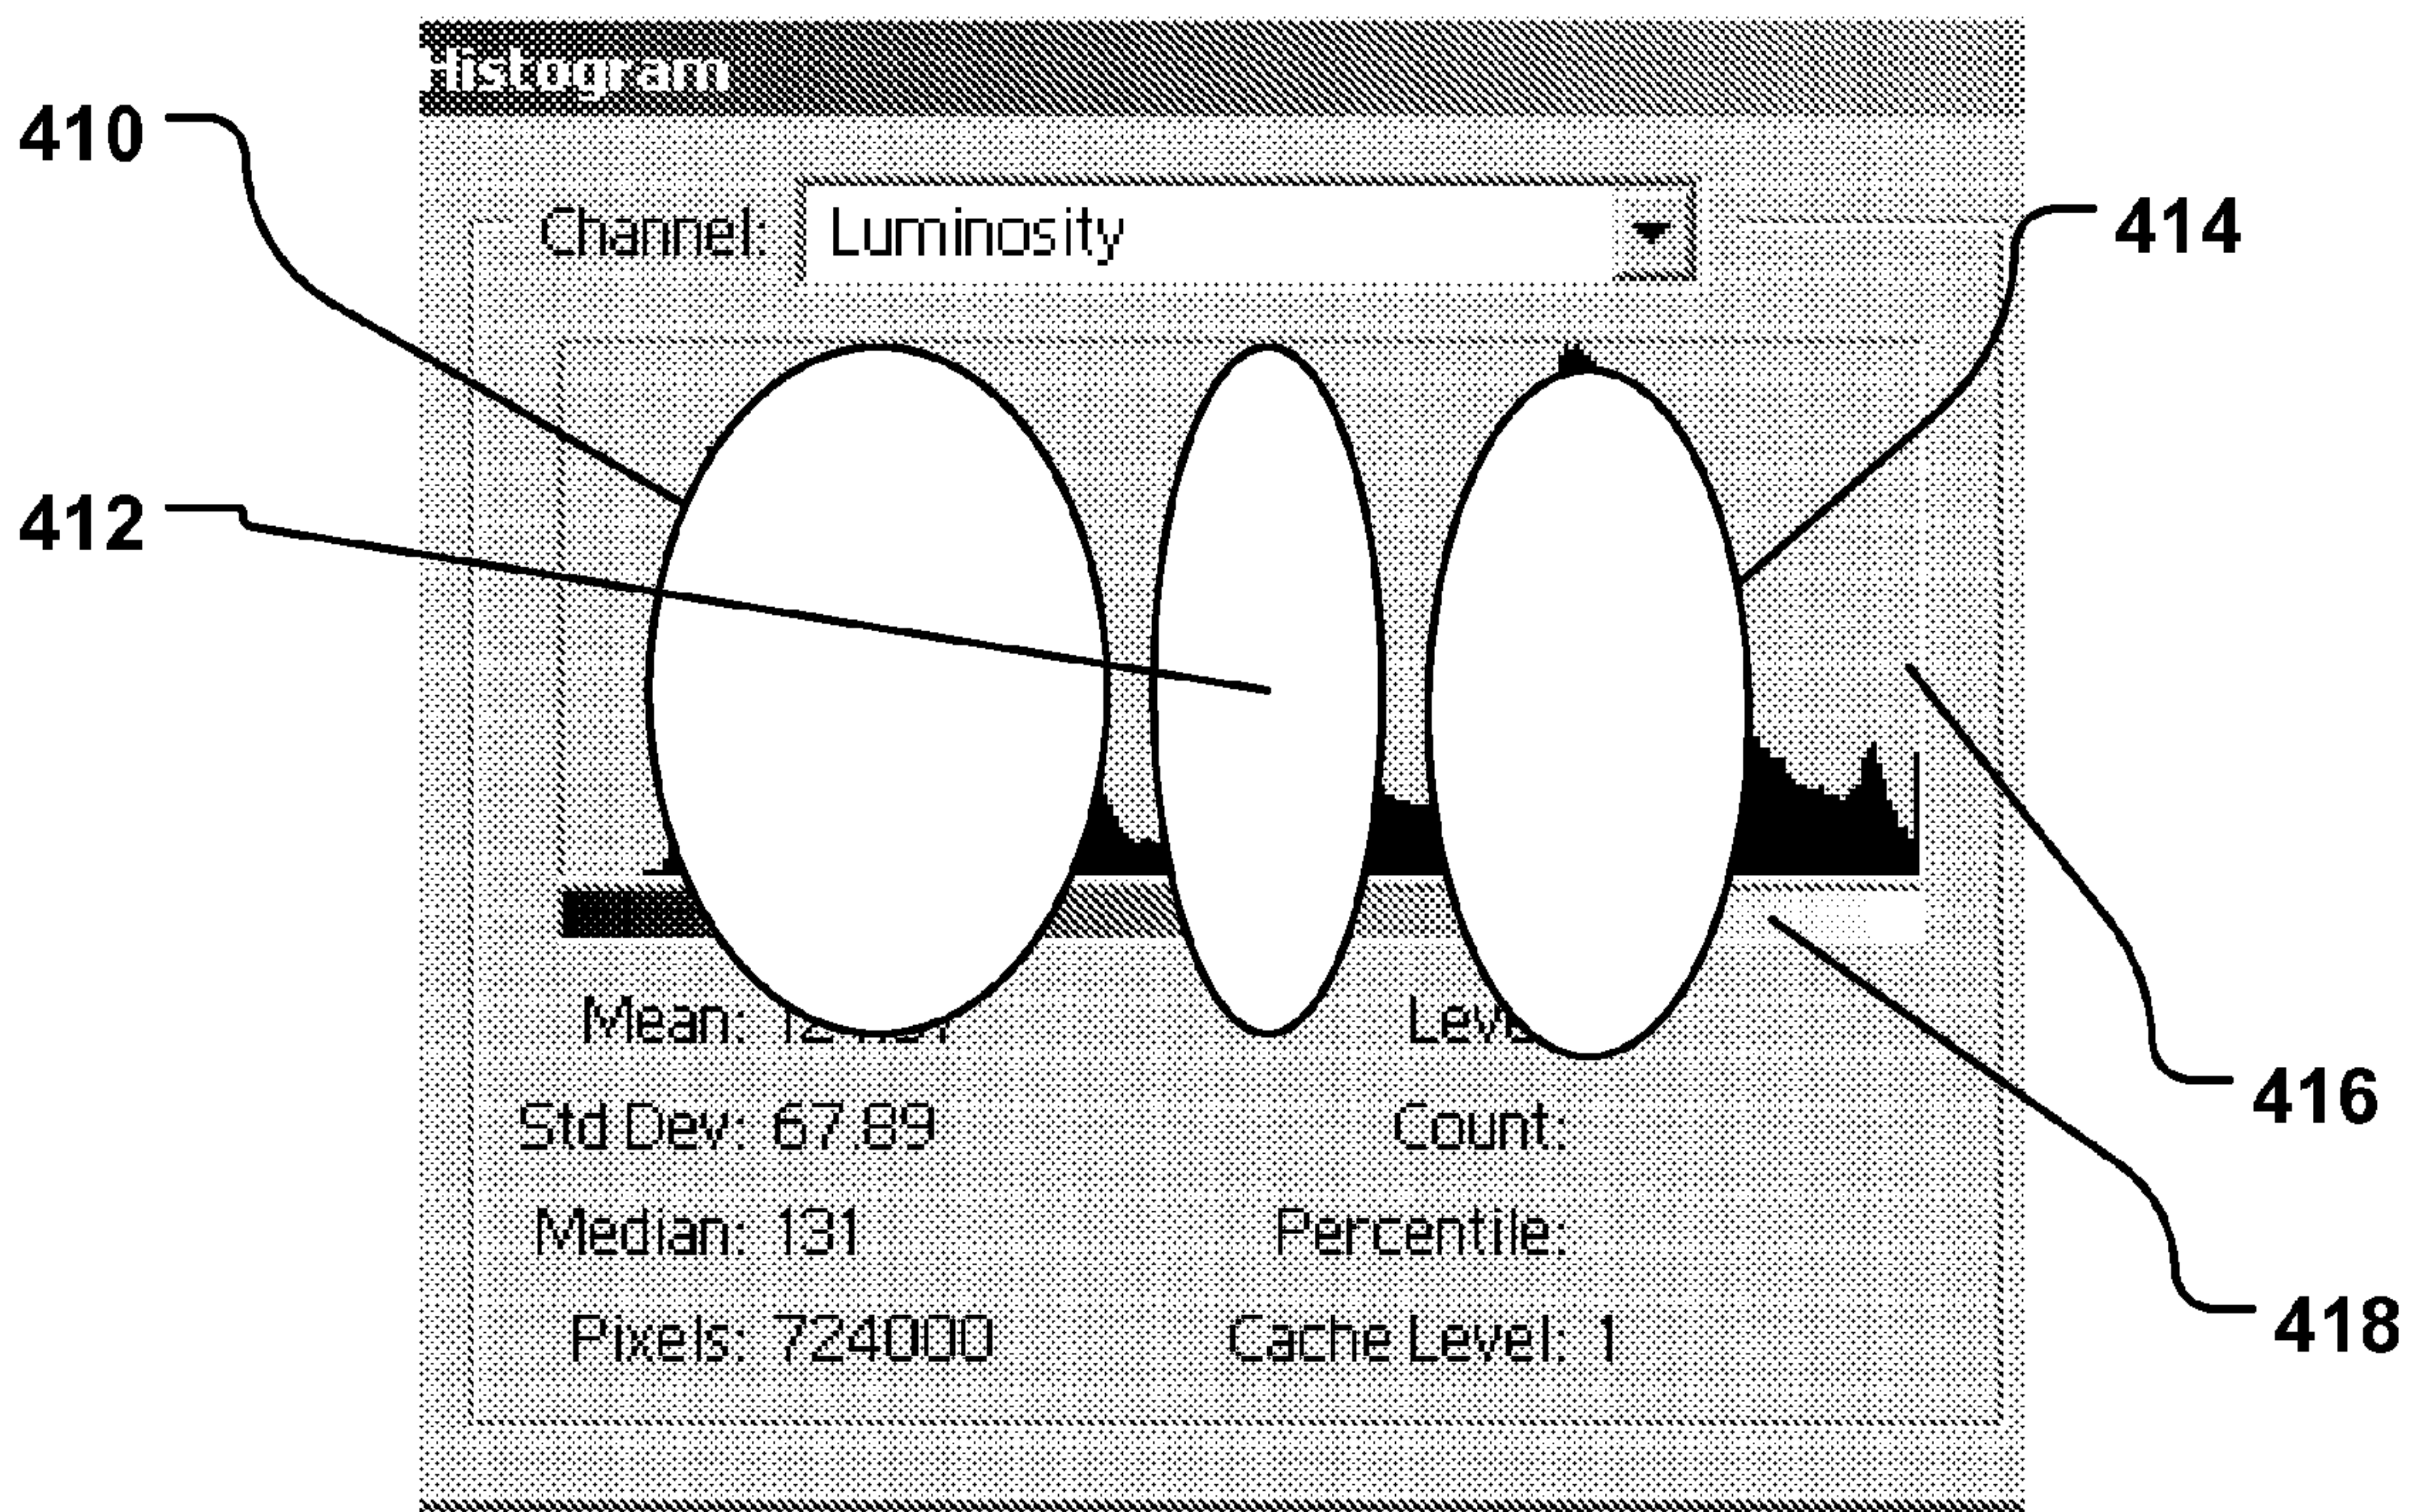 Histogram
410
Channel: Luminosity
414
412
Mean:
Std Dev: 67.89
Count:
416
Median: 131
Percentile:
Pixels: 724000
Cache Level: 1
418